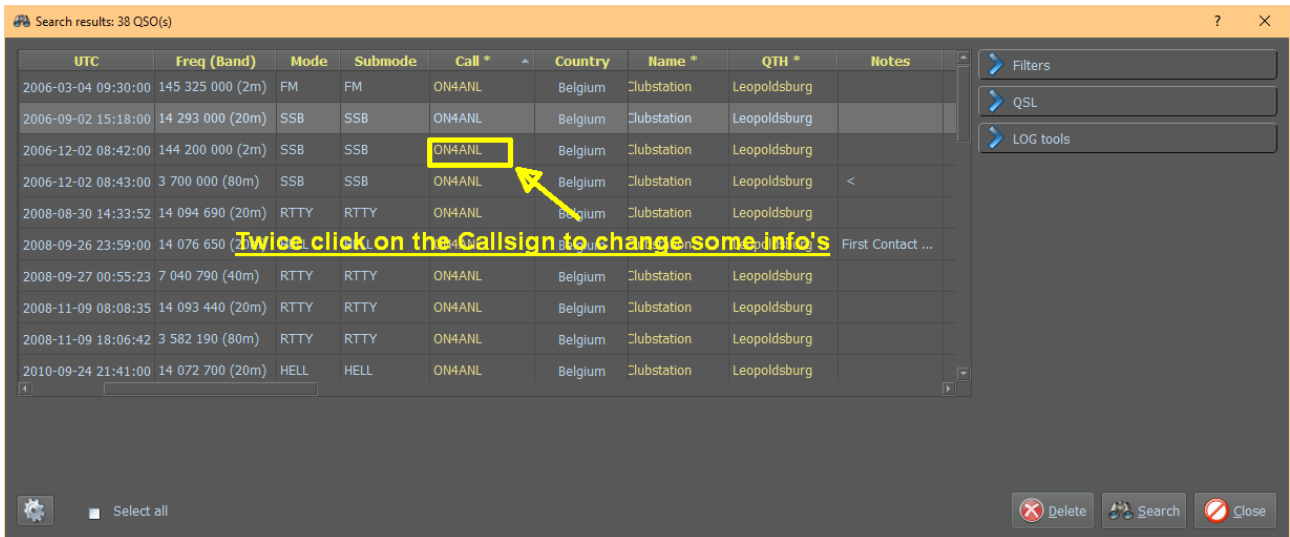 Search results: 38 QSO(s) ?
UTC Freq (Band) Mode Submode Call * Country Name * QTH * Notes
2006-03-04 09:30:00 145 325 000 (2m) FM FM ON4ANL Belgium Clubstation Leopoldsburg
2006-09-02 15:18:00 14 293 000 (20m) SSB SSB ON4ANL Belgium Clubstation Leopoldsburg
2006-12-02 08:42:00 144 200 000 (2m) SSB SSB ON4ANL Belgium Clubstation Leopoldsburg
2006-12-02 08:43:00 3 700 000 (80m) SSB SSB ON4ANL Belgium Clubstation Leopoldsburg <
2008-08-30 14:33:52 14 094 690 (20m) RTTY RTTY ON4ANL Belgium Clubstation Leopoldsburg
2008-09-26 23:59:00 14 076 650 First Contact ...
Twice click on the Callsign to change some info's
2008-09-27 00:55:23 7 040 790 (40m) RTTY RTTY ON4ANL Belgium Clubstation Leopoldsburg
2008-11-09 08:08:35 14 093 440 (20m) RTTY RTTY ON4ANL Belgium Clubstation Leopoldsburg
2008-11-09 18:06:42 3 582 190 (80m) RTTY RTTY ON4ANL Belgium Clubstation Leopoldsburg
2010-09-24 21:41:00 14 072 700 (20m) HELL HELL ON4ANL Belgium Clubstation Leopoldsburg
Filters
QSL
LOG tools
Select all
Delete Search Close